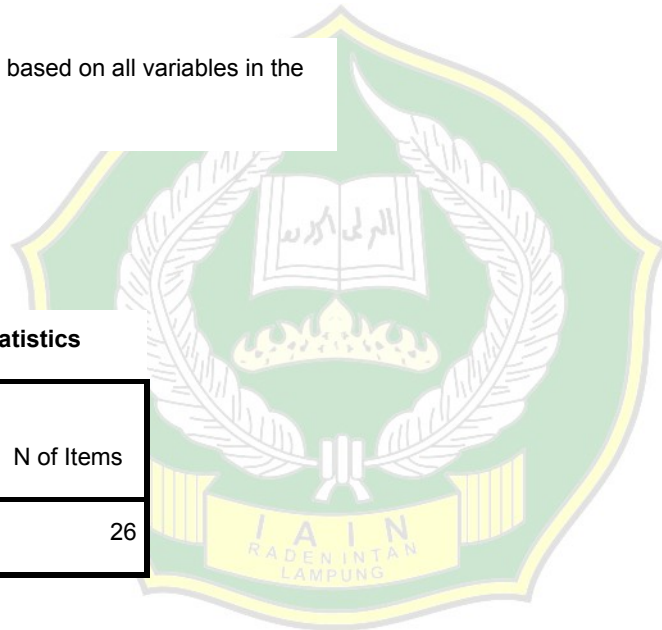 based on all variables in the
atistics
N of Items
26
I A I N
RADEN INTAN
LAMPUNG